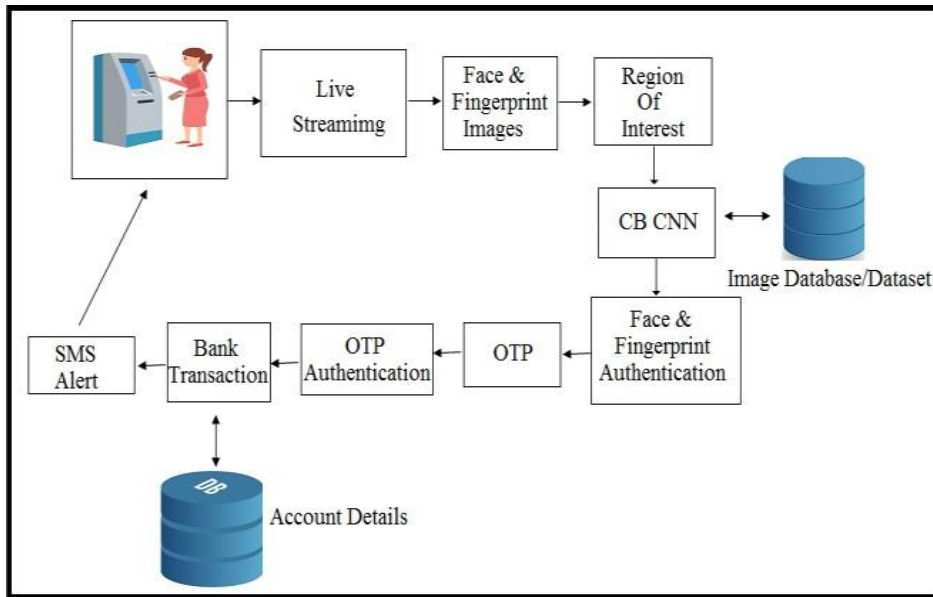 Live
Streamimg
Face &
Fingerprint
Images
Region
Of
Interest
CB CNN
Image Database/Dataset
Face &
Fingerprint
Authentication
OTP
OTP
Authentication
Bank
Transaction
SMS
Alert
DB
Account Details